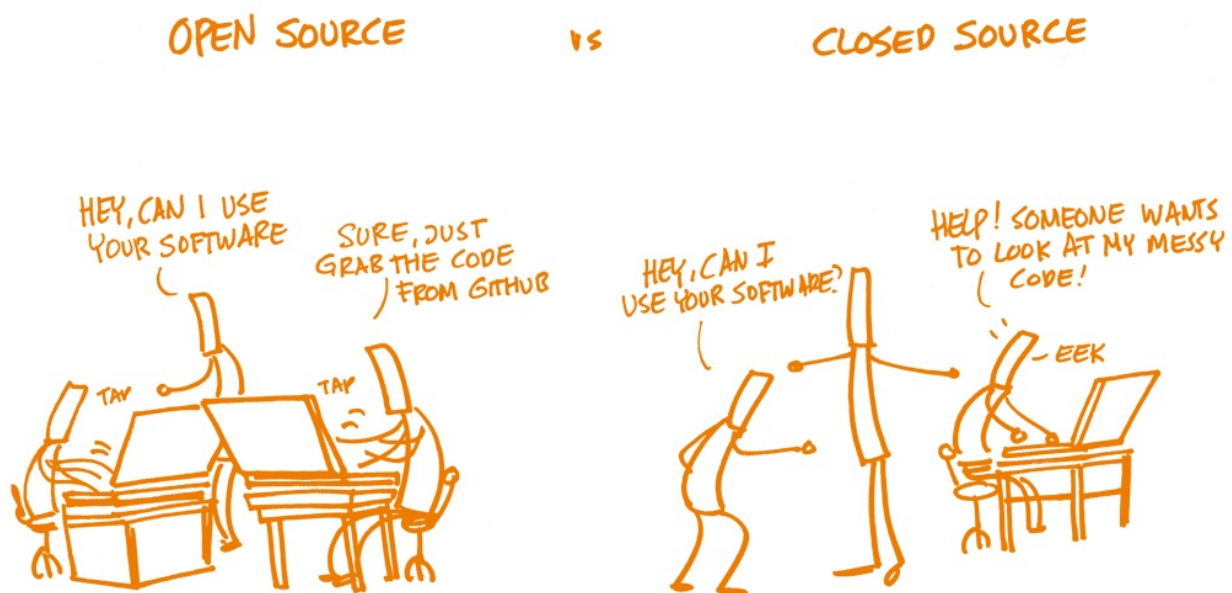 OPEN SOURCE vs CLOSED SOURCE
HEY, CAN I USE
YOUR SOFTWARE
SURE, JUST
GRAB THE CODE
FROM GITHUB
TAP
TAP
HEY, CAN I
USE YOUR SOFTWARE?
HELP! SOMEONE WANTS
TO LOOK AT MY MESSY
CODE!
EEK